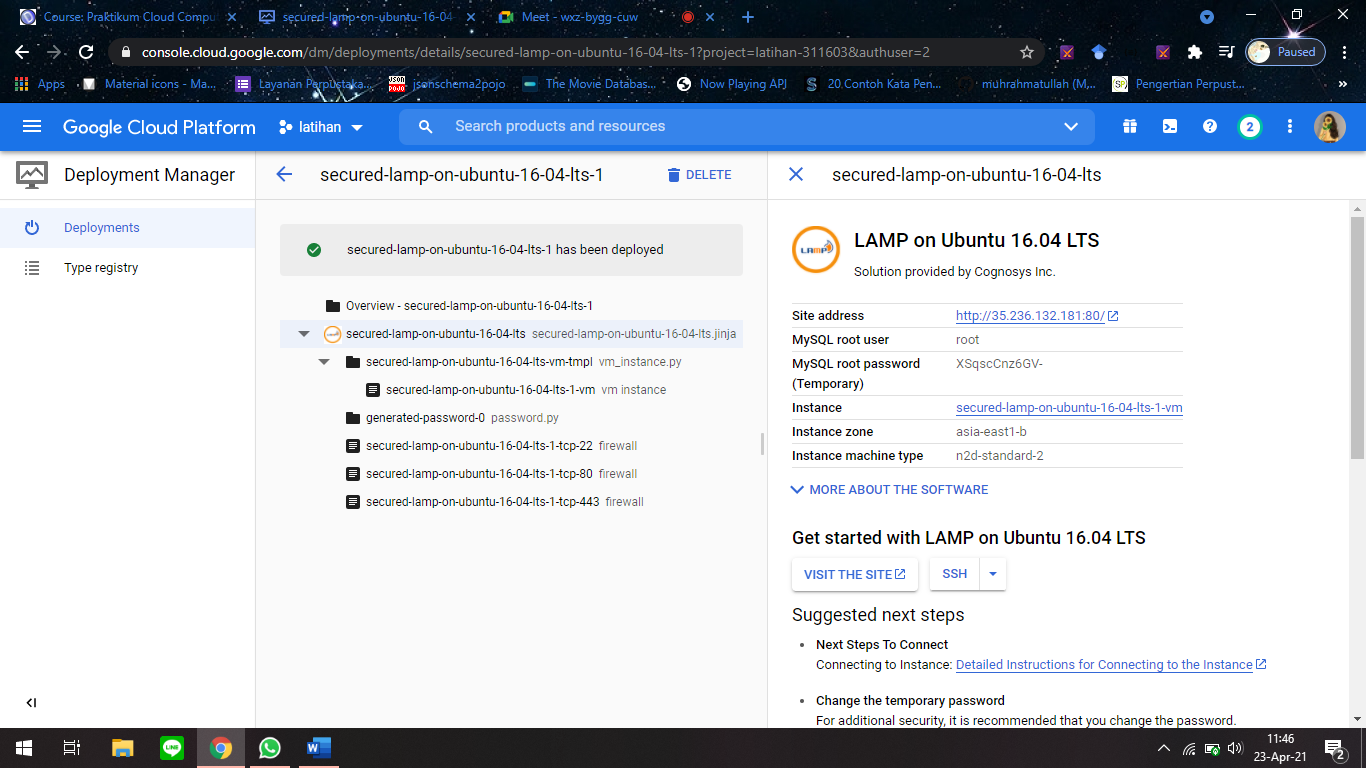 Course: Praktikum Cloud Compu
secured-lamp-on-ubuntu-16-04
Meet - wxz-bygg-cuw
console.cloud.google.com/dm/deployments/details/secured-lamp-on-ubuntu-16-04-lts-1?project=latihan-311603&authuser=2
Paused
Apps
Material icons - Ma...
Layanan Perpustaka...
jsonschema2pojo
The Movie Databas...
Now Playing API
20 Contoh Kata Pen...
muhrahmatullah (M...
Pengertian Perpust...
»
Google Cloud Platform
latihan
Search products and resources
2
Deployment Manager
Deployments
Type registry
secured-lamp-on-ubuntu-16-04-lts-1
DELETE
secured-lamp-on-ubuntu-16-04-lts-1 has been deployed
Overview - secured-lamp-on-ubuntu-16-04-lts-1
secured-lamp-on-ubuntu-16-04-lts secured-lamp-on-ubuntu-16-04-lts.jinja
secured-lamp-on-ubuntu-16-04-lts-vm-tmpl vm_instance.py
secured-lamp-on-ubuntu-16-04-lts-1-vm vm instance
generated-password-0 password.py
secured-lamp-on-ubuntu-16-04-lts-1-tcp-22 firewall
secured-lamp-on-ubuntu-16-04-lts-1-tcp-80 firewall
secured-lamp-on-ubuntu-16-04-lts-1-tcp-443 firewall
secured-lamp-on-ubuntu-16-04-lts
LAMP
LAMP on Ubuntu 16.04 LTS
Solution provided by Cognosys Inc.
Site address http://35.236.132.181:80/
MySQL root user root
MySQL root password XSqscCnz6GV-
(Temporary)
Instance secured-lamp-on-ubuntu-16-04-lts-1-vm
Instance zone asia-east1-b
Instance machine type n2d-standard-2
MORE ABOUT THE SOFTWARE
Get started with LAMP on Ubuntu 16.04 LTS
VISIT THE SITE
SSH
Suggested next steps
• Next Steps To Connect
Connecting to Instance: Detailed Instructions for Connecting to the Instance
• Change the temporary password
For additional security, it is recommended that you change the password.
LINE
11:46
23-Apr-21
2